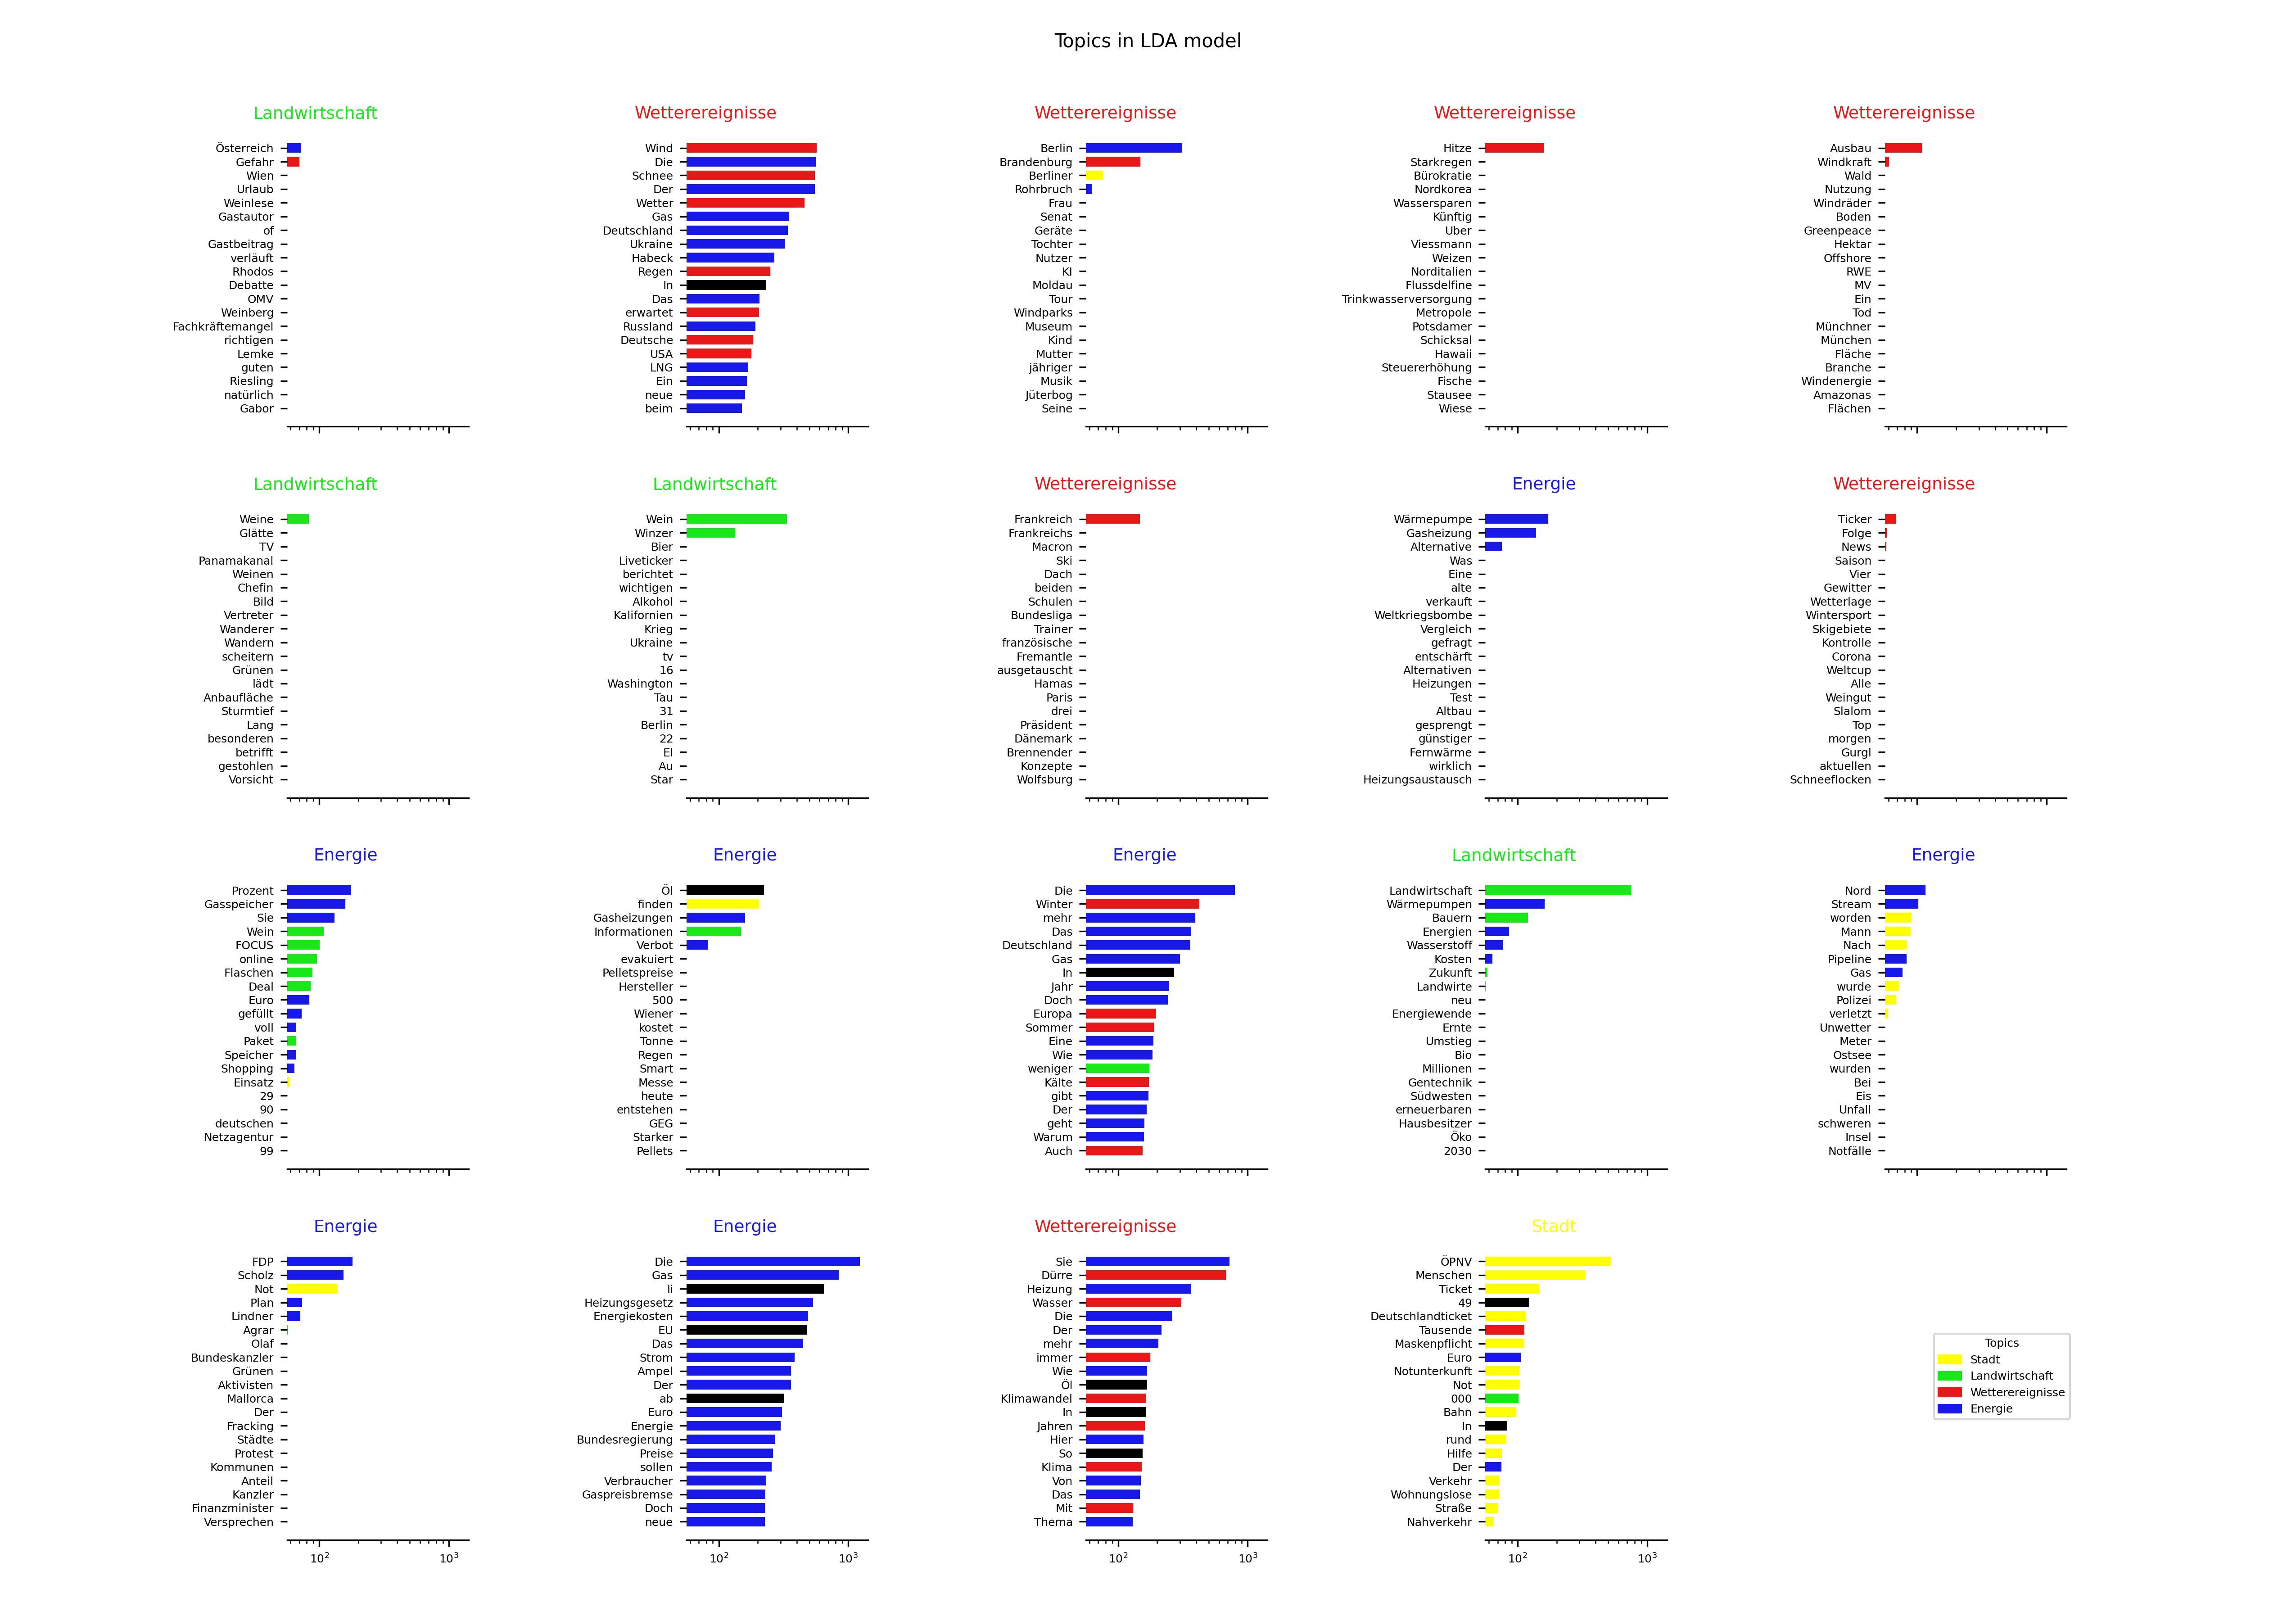 Topics in LDA model
Landwirtschaft
Österreich
Gefahr
Wien
Urlaub
Weinlese
Gastautor
of
Gastbeitrag
verläuft
Rhodos
Debatte
OMV
Weinberg
Fachkräftemangel
richtigen
Lemke
guten
Riesling
natürlich
Gabor
Wetterereignisse
Wind
Die
Schnee
Der
Wetter
Gas
Deutschland
Ukraine
Habeck
Regen
In
Das
erwartet
Russland
Deutsche
USA
LNG
Ein
neue
beim
Wetterereignisse
Berlin
Brandenburg
Berliner
Rohrbruch
Frau
Senat
Geräte
Tochter
Nutzer
KI
Moldau
Tour
Windparks
Museum
Kind
Mutter
jähriger
Musik
Jüterbog
Seine
Wetterereignisse
Hitze
Starkregen
Bürokratie
Nordkorea
Wassersparen
Künftig
Uber
Viessmann
Weizen
Norditalien
Flussdelfine
Trinkwasserversorgung
Metropole
Potsdamer
Schicksal
Hawaii
Steuererhöhung
Fische
Stausee
Wiese
Wetterereignisse
Ausbau
Windkraft
Wald
Nutzung
Windräder
Boden
Greenpeace
Hektar
Offshore
RWE
MV
Ein
Tod
Münchner
München
Fläche
Branche
Windenergie
Amazonas
Flächen
Landwirtschaft
Weine
Glätte
TV
Panamakanal
Weinen
Chefin
Bild
Vertreter
Wanderer
Wandern
scheitern
Grünen
lädt
Anbaufläche
Sturmtief
Lang
besonderen
betrifft
gestohlen
Vorsicht
Landwirtschaft
Wein
Winzer
Bier
Liveticker
berichtet
wichtigen
Alkohol
Kalifornien
Krieg
Ukraine
tv
16
Washington
Tau
31
Berlin
22
El
Au
Star
Wetterereignisse
Frankreich
Frankreichs
Macron
Ski
Dach
beiden
Schulen
Bundesliga
Trainer
französische
Fremantle
ausgetauscht
Hamas
Paris
drei
Präsident
Dänemark
Brennender
Konzepte
Wolfsburg
Energie
Wärmepumpe
Gasheizung
Alternative
Was
Eine
alte
verkauft
Weltkriegsbombe
Vergleich
gefragt
entschärft
Alternativen
Heizungen
Test
Altbau
gesprengt
günstiger
Fernwärme
wirklich
Heizungsaustausch
Wetterereignisse
Ticker
Folge
News
Saison
Vier
Gewitter
Wetterlage
Wintersport
Skigebiete
Kontrolle
Corona
Weltcup
Alle
Weingut
Slalom
Top
morgen
Gurgl
aktuellen
Schneeflocken
Energie
Prozent
Gasspeicher
Sie
Wein
FOCUS
online
Flaschen
Deal
Euro
gefüllt
voll
Paket
Speicher
Shopping
Einsatz
29
90
deutschen
Netzagentur
99
Energie
Öl
finden
Gasheizungen
Informationen
Verbot
evakuiert
Pelletspreise
Hersteller
500
Wiener
kostet
Tonne
Regen
Smart
Messe
heute
entstehen
GEG
Starker
Pellets
Energie
Die
Winter
mehr
Das
Deutschland
Gas
In
Jahr
Doch
Europa
Sommer
Eine
Wie
weniger
Kälte
gibt
Der
geht
Warum
Auch
Landwirtschaft
Landwirtschaft
Wärmepumpen
Bauern
Energien
Wasserstoff
Kosten
Zukunft
Landwirte
neu
Energiewende
Ernte
Umstieg
Bio
Millionen
Gentechnik
Südwesten
erneuerbaren
Hausbesitzer
Öko
2030
Energie
Nord
Stream
worden
Mann
Nach
Pipeline
Gas
wurde
Polizei
verletzt
Unwetter
Meter
Ostsee
wurden
Bei
Eis
Unfall
schweren
Insel
Notfälle
Energie
FDP
Scholz
Not
Plan
Lindner
Agrar
Olaf
Bundeskanzler
Grünen
Aktivisten
Mallorca
Der
Fracking
Städte
Protest
Kommunen
Anteil
Kanzler
Finanzminister
Versprechen
10² 10³
Energie
Die
Gas
li
Heizungsgesetz
Energiekosten
EU
Das
Strom
Ampel
Der
ab
Euro
Energie
Bundesregierung
Preise
sollen
Verbraucher
Gaspreisbremse
Doch
neue
10² 10³
Wetterereignisse
Sie
Dürre
Heizung
Wasser
Die
Der
mehr
immer
Wie
Öl
Klimawandel
In
Jahren
Hier
So
Klima
Von
Das
Mit
Thema
10² 10³
Stadt
ÖPNV
Menschen
Ticket
49
Deutschlandticket
Tausende
Maskenpflicht
Euro
Notunterkunft
Not
000
Bahn
In
rund
Hilfe
Der
Verkehr
Wohnungslose
Straße
Nahverkehr
10² 10³
Topics
Stadt
Landwirtschaft
Wetterereignisse
Energie